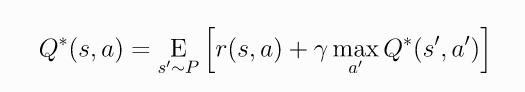 Q*(s, a) = E_{s′∼P} [r(s, a) + γ max_{a′} Q*(s′, a′)]